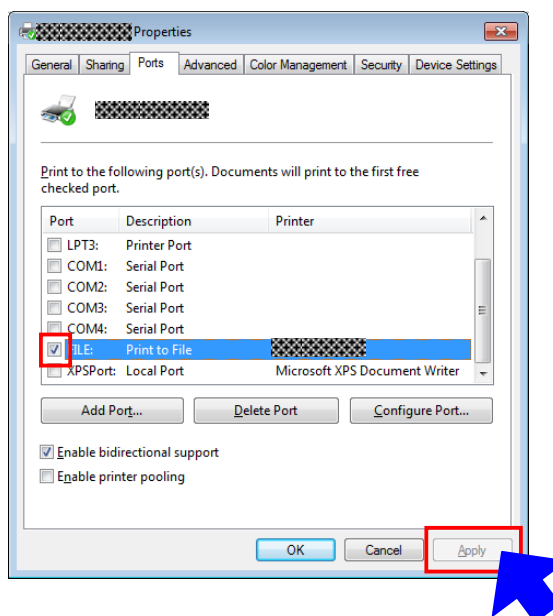 Properties
General Sharing Ports Advanced Color Management Security Device Settings
Print to the following port(s). Documents will print to the first free
checked port.
Port Description Printer
LPT3: Printer Port
COM1: Serial Port
COM2: Serial Port
COM3: Serial Port
COM4: Serial Port
FILE: Print to File
XPSPort: Local Port Microsoft XPS Document Writer
Add Port... Delete Port Configure Port...
Enable bidirectional support
Enable printer pooling
OK Cancel Apply